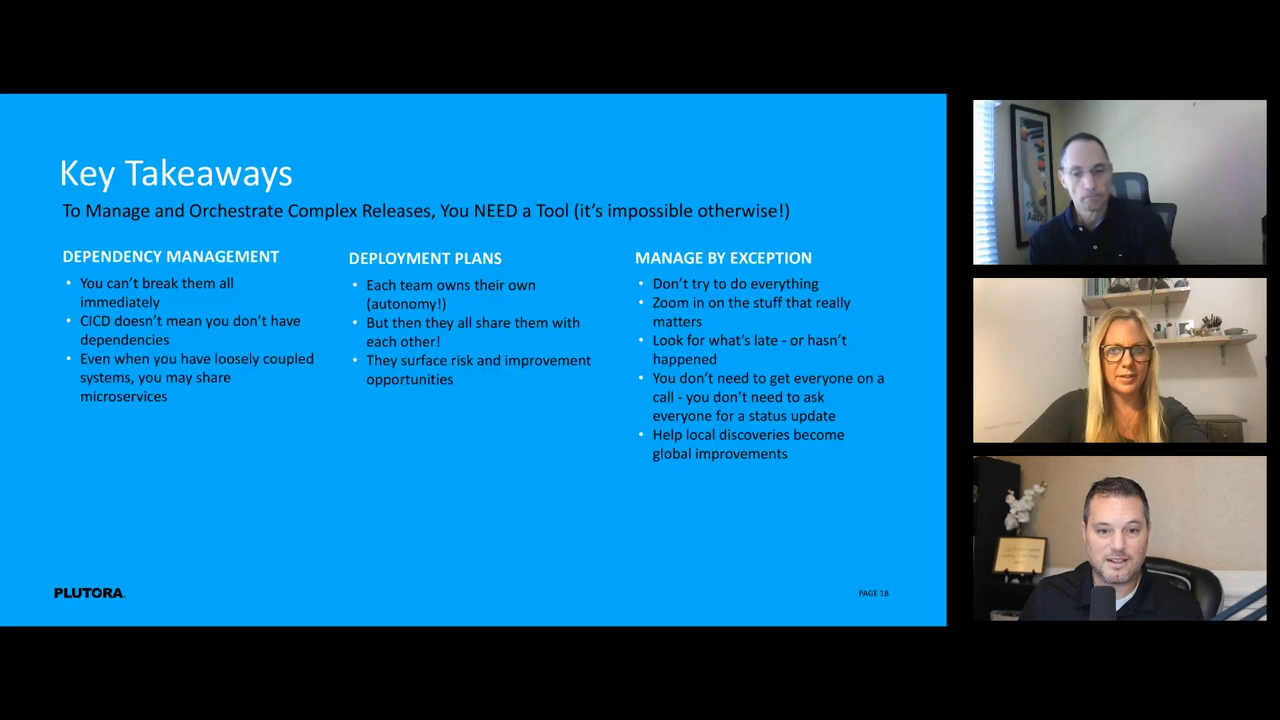 Key Takeaways
To Manage and Orchestrate Complex Releases, You NEED a Tool (it’s impossible otherwise!)
DEPENDENCY MANAGEMENT
• You can’t break them all
immediately
• CICD doesn’t mean you don’t have
dependencies
• Even when you have loosely coupled
systems, you may share
microservices
DEPLOYMENT PLANS
• Each team owns their own
(autonomy!)
• But then they all share them with
each other!
• They surface risk and improvement
opportunities
MANAGE BY EXCEPTION
• Don’t try to do everything
• Zoom in on the stuff that really
matters
• Look for what’s late - or hasn’t
happened
• You don’t need to get everyone on a
call - you don’t need to ask
everyone for a status update
• Help local discoveries become
global improvements
PLUTORA
PAGE 18